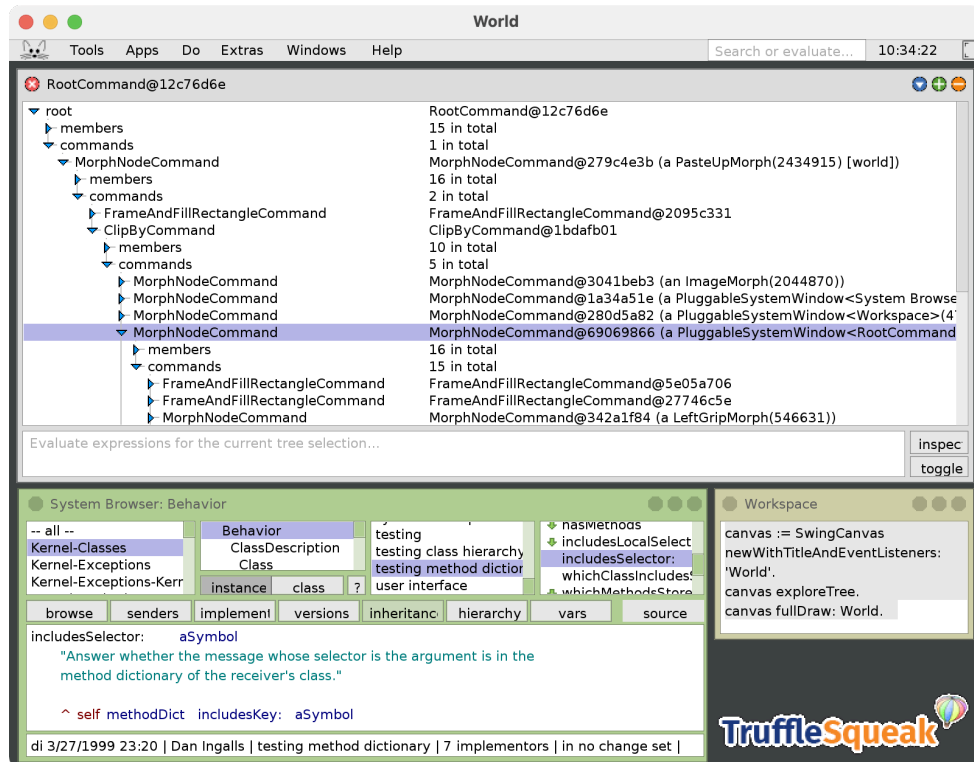 World
Tools Apps Do Extras Windows Help Search or evaluate... 10:34:22
RootCommand@12c76d6e
root RootCommand@12c76d6e
members 15 in total
commands 1 in total
MorphNodeCommand MorphNodeCommand@279c4e3b (a PasteUpMorph(2434915) [world])
members 16 in total
commands 2 in total
FrameAndFillRectangleCommand FrameAndFillRectangleCommand@2095c331
ClipByCommand ClipByCommand@1bdafb01
members 10 in total
commands 5 in total
MorphNodeCommand MorphNodeCommand@3041beb3 (an ImageMorph(2044870))
MorphNodeCommand MorphNodeCommand@1a34a51e (a PluggableSystemWindow<System Browse
MorphNodeCommand MorphNodeCommand@280d5a82 (a PluggableSystemWindow<Workspace>(4
MorphNodeCommand MorphNodeCommand@69069866 (a PluggableSystemWindow<RootCommand
members 16 in total
commands 15 in total
FrameAndFillRectangleCommand FrameAndFillRectangleCommand@5e05a706
FrameAndFillRectangleCommand FrameAndFillRectangleCommand@27746c5e
MorphNodeCommand MorphNodeCommand@342a1f84 (a LeftGripMorph(546631))
Evaluate expressions for the current tree selection...
inspec
toggle
System Browser: Behavior
-- all --
Kernel-Classes
Kernel-Exceptions
Kernel-Exceptions-Kerr
Behavior
ClassDescription
Class
instance class ?
testing
testing class hierarchy
testing method dictior
user interface
hasMethods
includesLocalSelect
includesSelector:
whichClassIncludes
whichMethodsStore
browse senders implement versions inheritanc hierarchy vars source
includesSelector: aSymbol
"Answer whether the message whose selector is the argument is in the
method dictionary of the receiver's class."
^ self methodDict includesKey: aSymbol
di 3/27/1999 23:20 | Dan Ingalls | testing method dictionary | 7 implementors | in no change set |
Workspace
canvas := SwingCanvas
newWithTitleAndEventListeners:
'World'.
canvas exploreTree.
canvas fullDraw: World.
TruffleSqueak